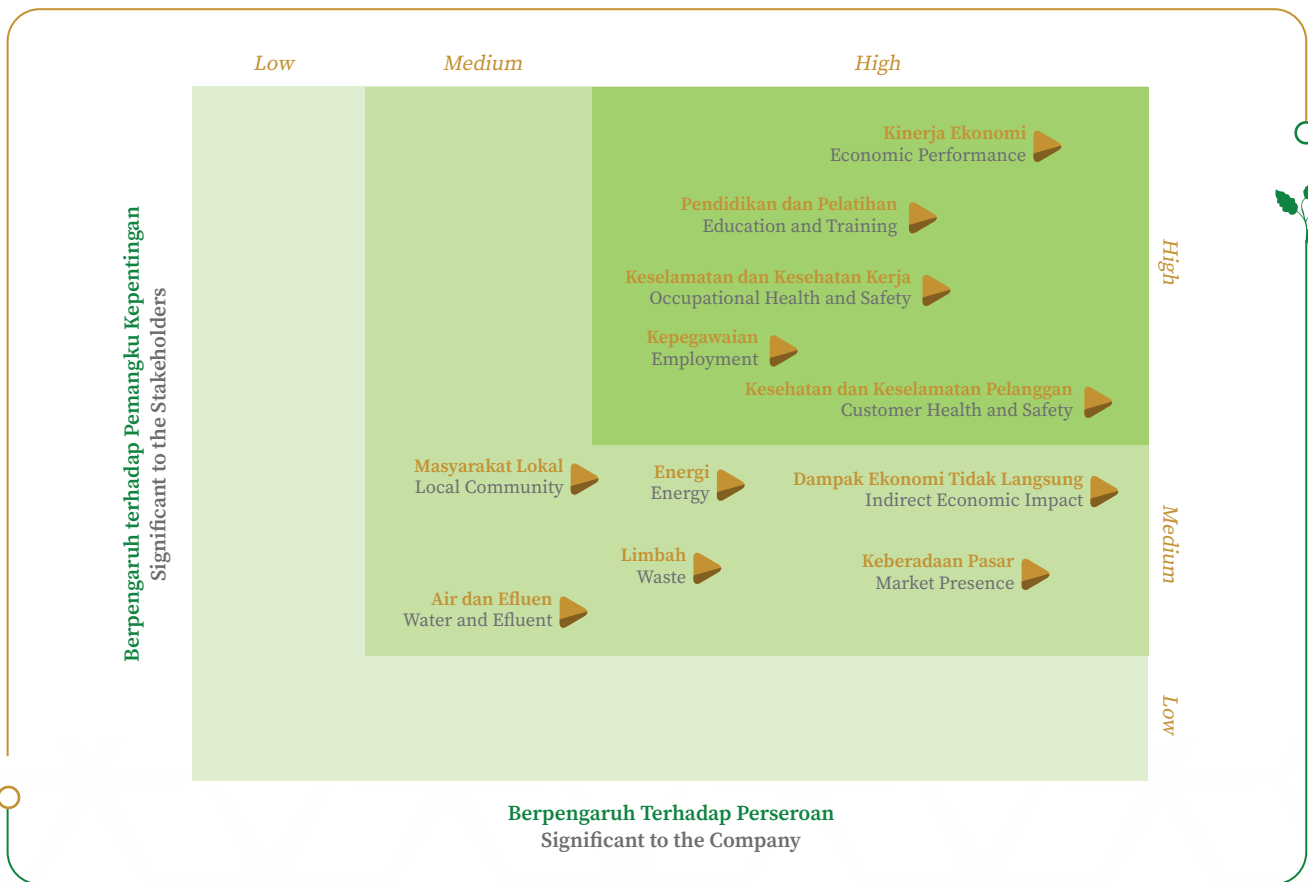 Low
Medium
High
Kinerja Ekonomi
Economic Performance
Pendidikan dan Pelatihan
Education and Training
Keselamatan dan Kesehatan Kerja
Occupational Health and Safety
Kepegawaian
Employment
Kesehatan dan Keselamatan Pelanggan
Customer Health and Safety
Masyarakat Lokal
Local Community
Energi
Energy
Dampak Ekonomi Tidak Langsung
Indirect Economic Impact
Limbah
Waste
Keberadaan Pasar
Market Presence
Air dan Efluen
Water and Efluent
High
Medium
Low
Berpengaruh terhadap Pemangku Kepentingan
Significant to the Stakeholders
Berpengaruh Terhadap Perseroan
Significant to the Company